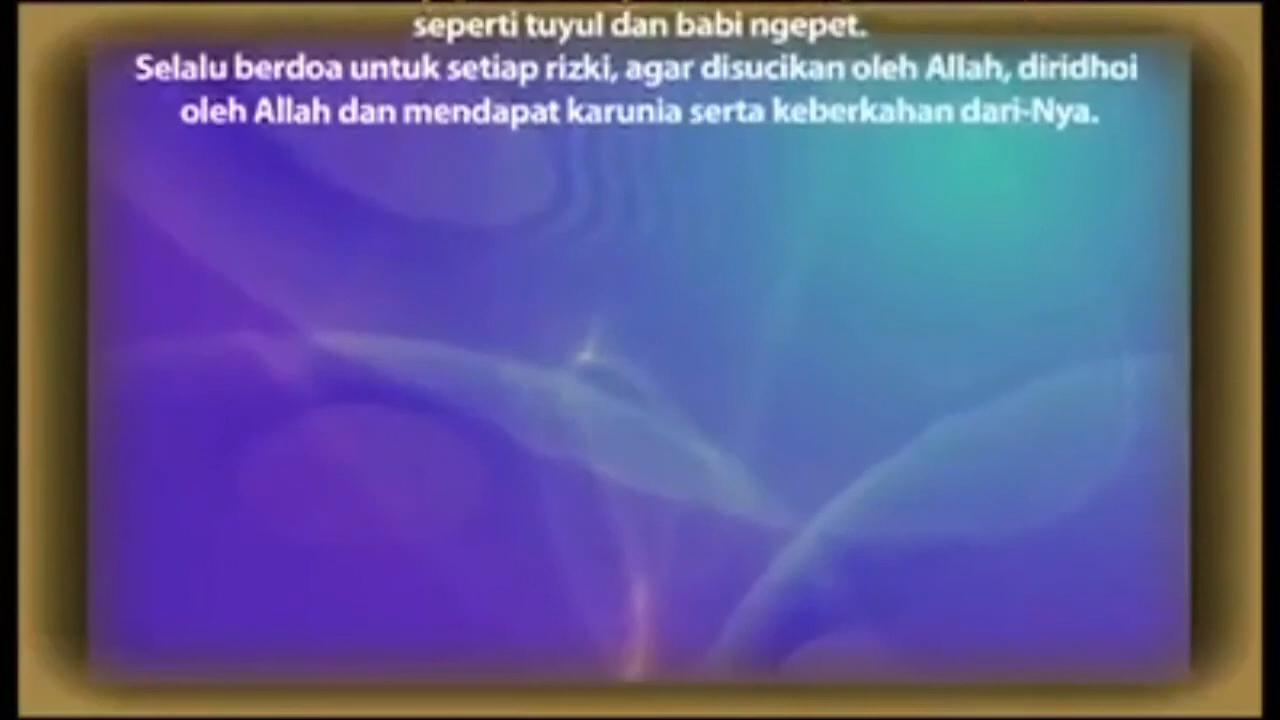 seperti tuyul dan babi ngepet.
Selalu berdoa untuk setiap rizki, agar disucikan oleh Allah, diridhoi
oleh Allah dan mendapat karunia serta keberkahan dari-Nya.